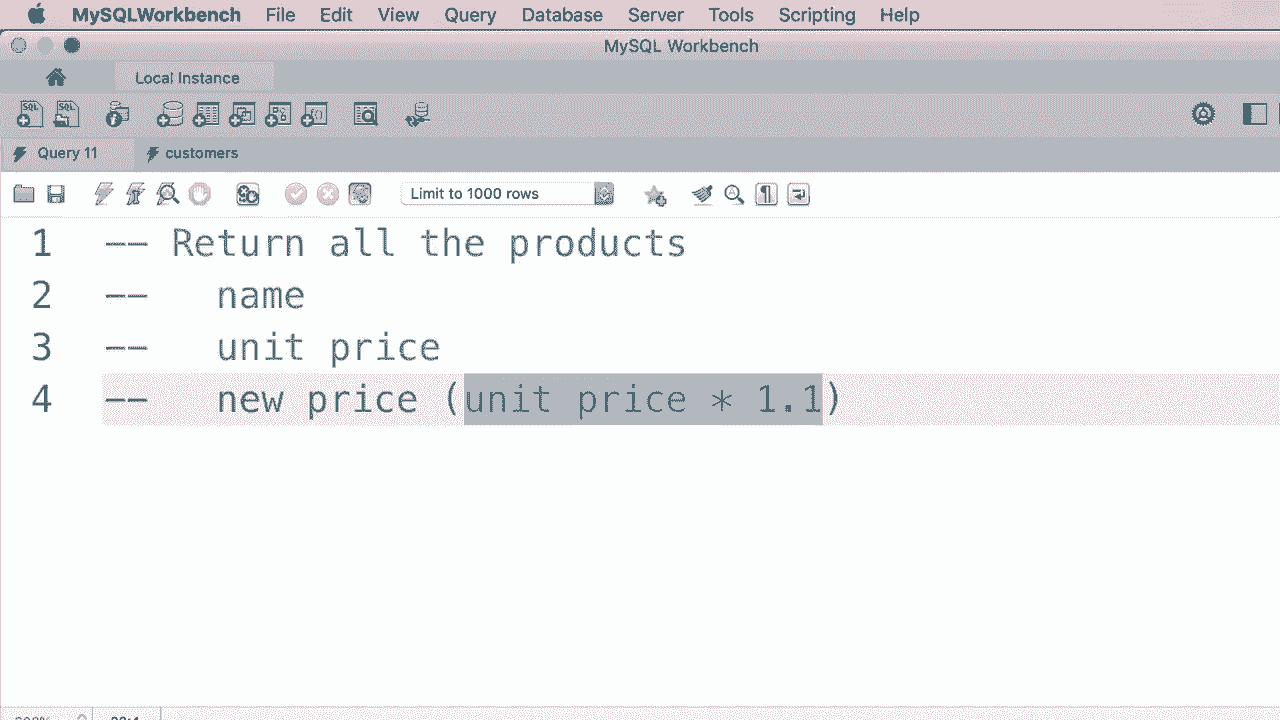 MySQLWorkbench File Edit View Query Database Server Tools Scripting Help
MySQL Workbench
Local Instance
SQL SQL
Query 11 customers
Limit to 1000 rows
1 -- Return all the products
2 -- name
3 -- unit price
4 -- new price (unit price * 1.1)